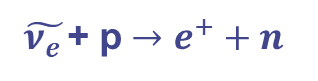 ν̃ₑ + p → e⁺ + n